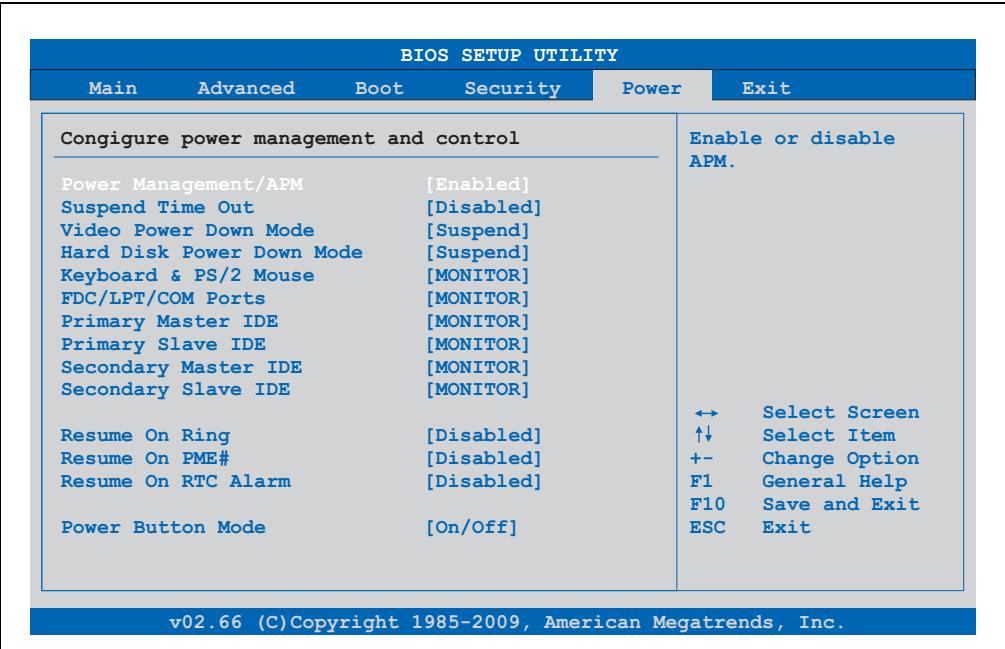 BIOS SETUP UTILITY
Main Advanced Boot Security Power Exit
Congigure power management and control
Power Management/APM [Enabled]
Suspend Time Out [Disabled]
Video Power Down Mode [Suspend]
Hard Disk Power Down Mode [Suspend]
Keyboard & PS/2 Mouse [MONITOR]
FDC/LPT/COM Ports [MONITOR]
Primary Master IDE [MONITOR]
Primary Slave IDE [MONITOR]
Secondary Master IDE [MONITOR]
Secondary Slave IDE [MONITOR]
Resume On Ring [Disabled]
Resume On PME# [Disabled]
Resume On RTC Alarm [Disabled]
Power Button Mode [On/Off]
Enable or disable
APM.
↔ Select Screen
↑↓ Select Item
+- Change Option
F1 General Help
F10 Save and Exit
ESC Exit
v02.66 (C)Copyright 1985-2009, American Megatrends, Inc.